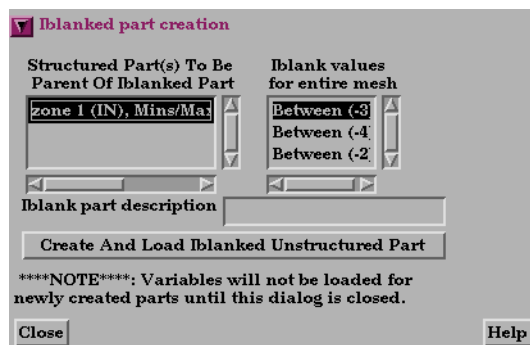 Iblanked part creation
Structured Part(s) To Be
Parent Of Iblanked Part
Iblank values
for entire mesh
zone 1 (IN), Mins/Max
Between (-3
Between (-4
Between (-2
Iblank part description
Create And Load Iblanked Unstructured Part
****NOTE****: Variables will not be loaded for
newly created parts until this dialog is closed.
Close
Help